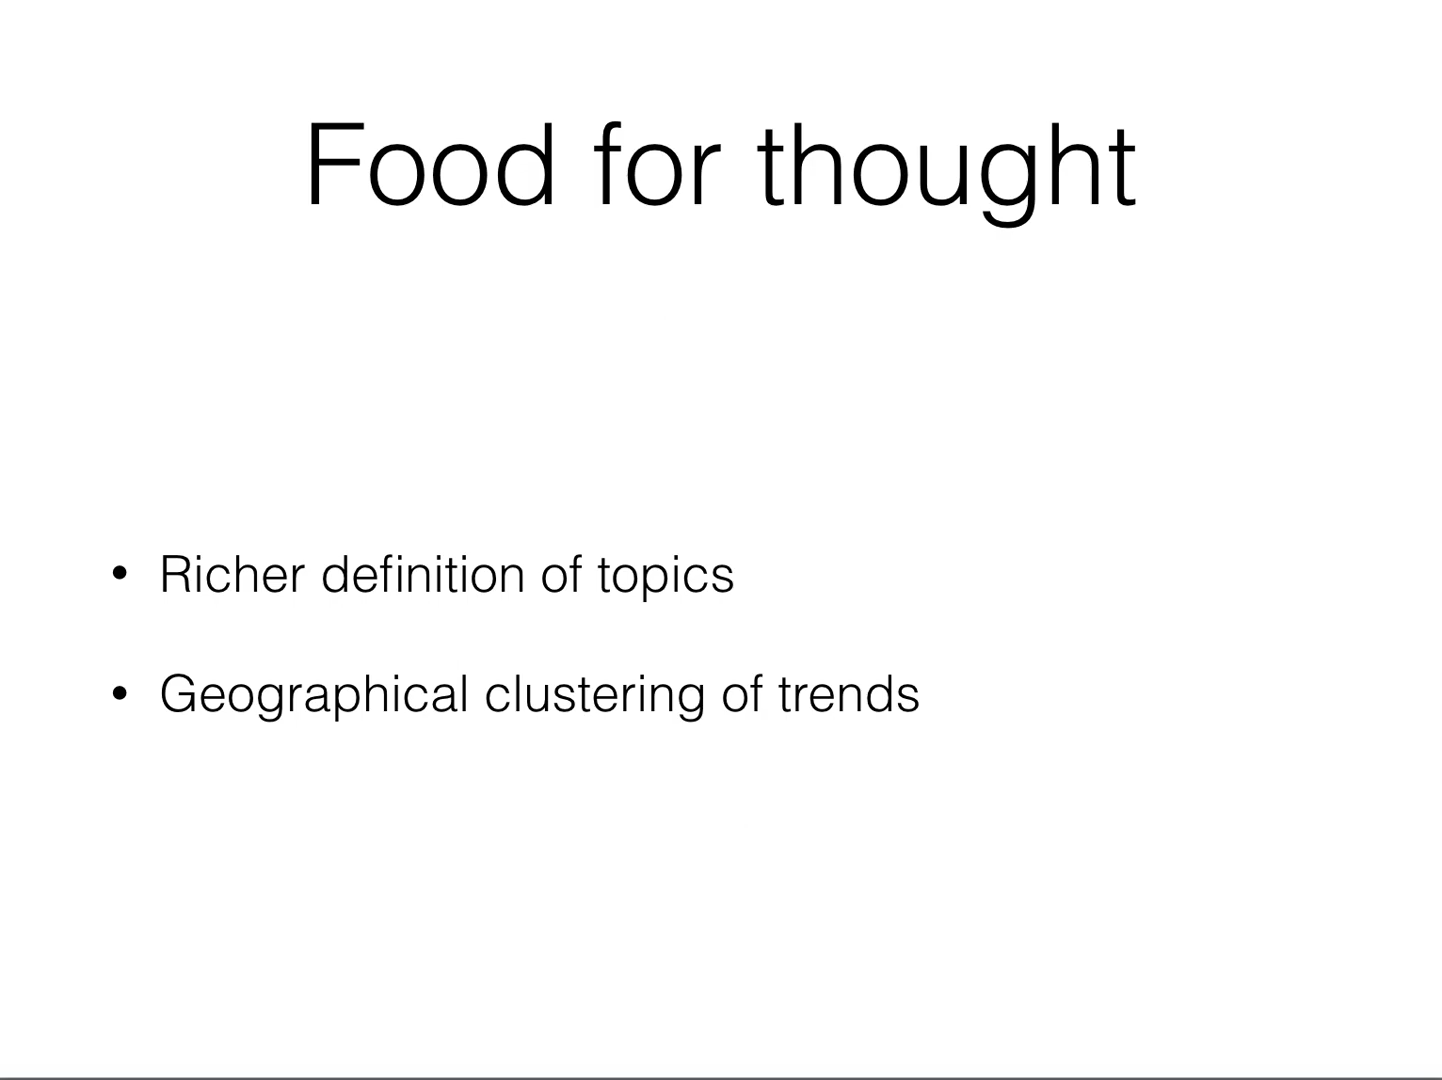 Food for thought
• Richer definition of topics
• Geographical clustering of trends